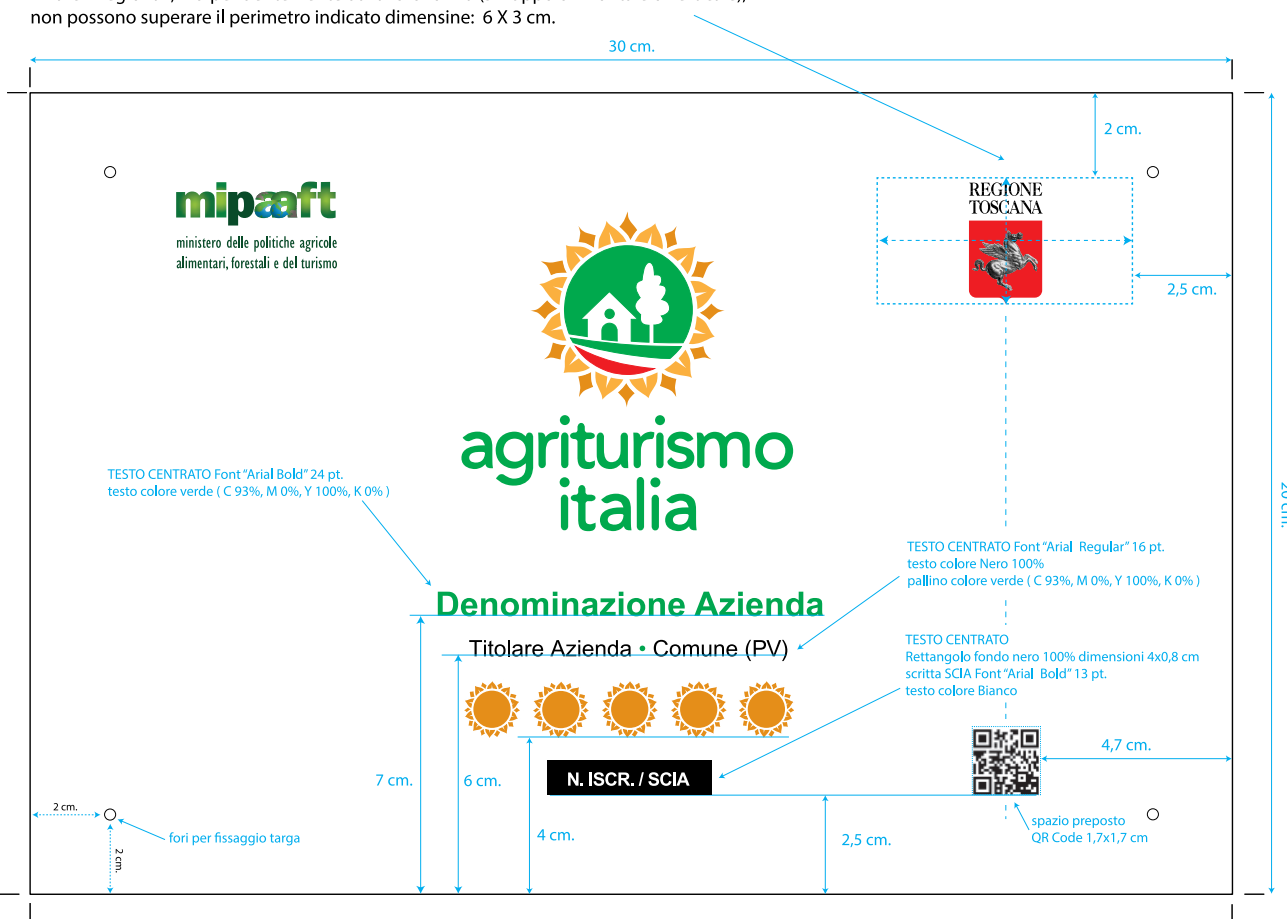 non possono superare il perimetro indicato dimensine: 6 X 3 cm.
30 cm.
2 cm.
mipaaft
ministero delle politiche agricole
alimentari, forestali e del turismo
REGIONE
TOSCANA
2,5 cm.
agriturismo
italia
TESTO CENTRATO Font "Arial Bold" 24 pt.
testo colore verde ( C 93%, M 0%, Y 100%, K 0% )
20 cm.
TESTO CENTRATO Font "Arial Regular" 16 pt.
testo colore Nero 100%
pallino colore verde ( C 93%, M 0%, Y 100%, K 0% )
Denominazione Azienda
Titolare Azienda • Comune (PV)
TESTO CENTRATO
Rettangolo fondo nero 100% dimensioni 4x0,8 cm
scritta SCIA Font "Arial Bold" 13 pt.
testo colore Bianco
N. ISCR. / SCIA
7 cm.
6 cm.
4 cm.
2,5 cm.
4,7 cm.
2 cm.
2 cm.
fori per fissaggio targa
spazio preposto
QR Code 1,7x1,7 cm